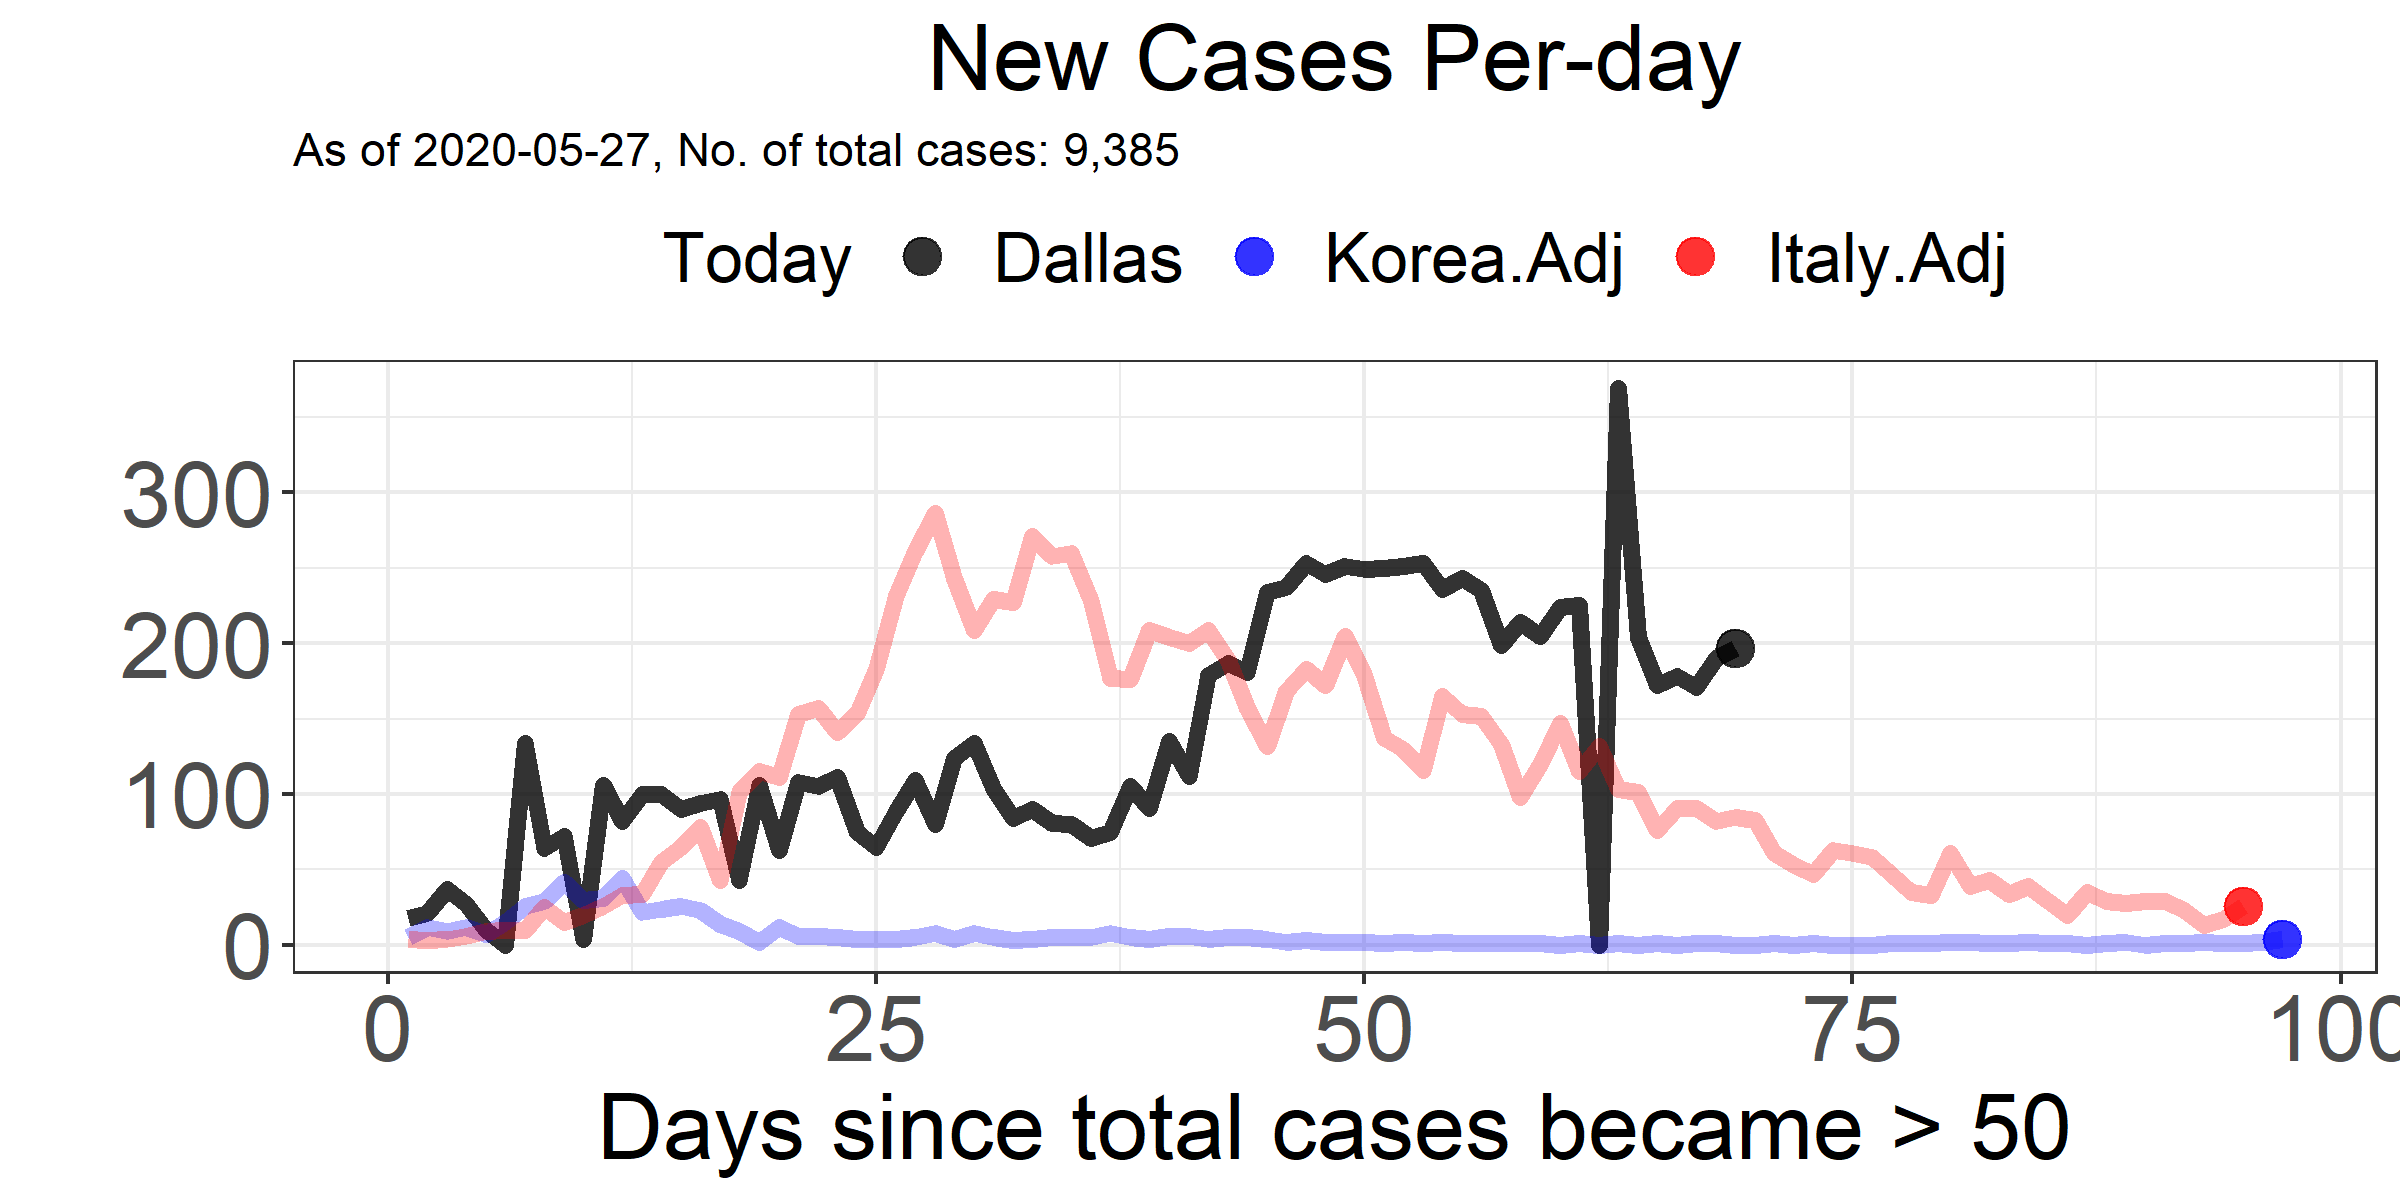 New Cases Per-day
As of 2020-05-27, No. of total cases: 9,385
Today Dallas Korea.Adj Italy.Adj
300
200
100
0
0 25 50 75 100
Days since total cases became > 50